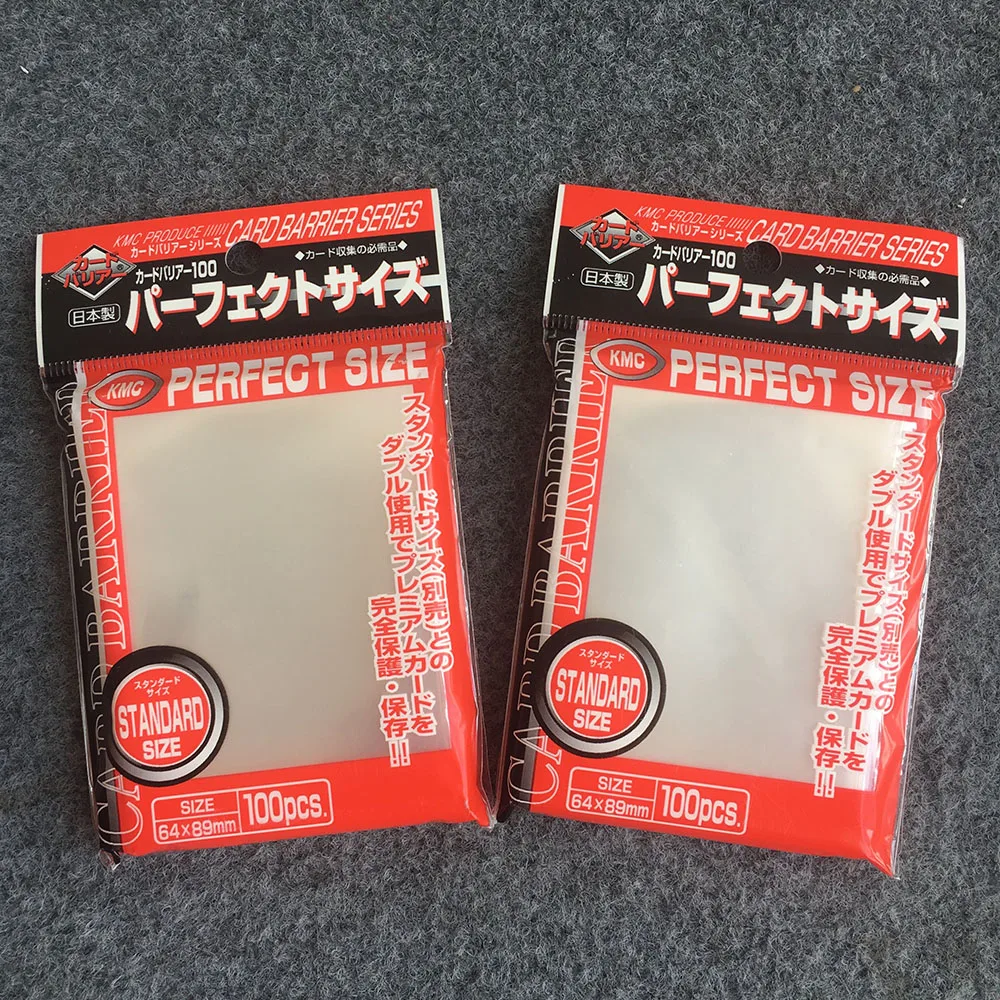 KMC PRODUCE CARD BARRIER SERIES
カードバリアーシリーズ
カード
バリアー
カードバリアー100
◆カード収集の必需品◆
日本製
パーフェクトサイズ
KMC
PERFECT SIZE
CARD BARRIER
スタンダードサイズ(別売)との
ダブル使用でプレミアムカードを
完全保護・保存!!
スタンダード
サイズ
STANDARD
SIZE
SIZE
64×89mm
100pcs.
KMC PRODUCE CARD BARRIER SERIES
カードバリアーシリーズ
カード
バリアー
カードバリアー100
◆カード収集の必需品◆
日本製
パーフェクトサイズ
KMC
PERFECT SIZE
CARD BARRIER
スタンダードサイズ(別売)との
ダブル使用でプレミアムカードを
完全保護・保存!!
スタンダード
サイズ
STANDARD
SIZE
SIZE
64×89mm
100pcs.